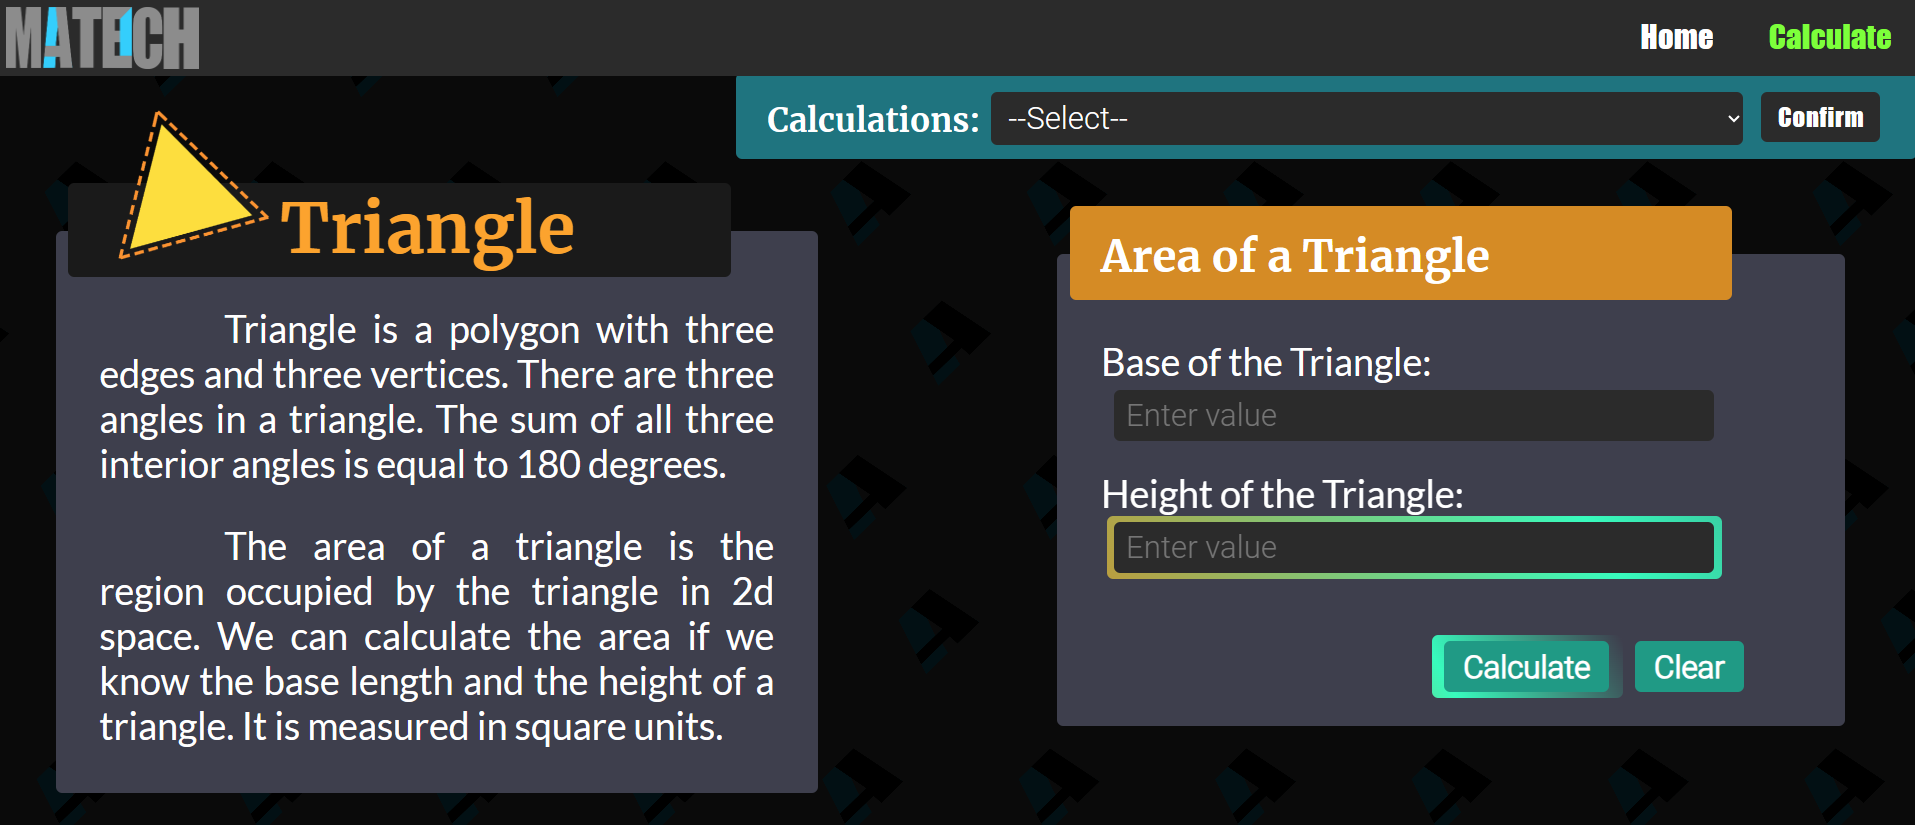 MATECH
Home
Calculate
Calculations:
--Select--
Confirm
Triangle
Triangle is a polygon with three
edges and three vertices. There are three
angles in a triangle. The sum of all three
interior angles is equal to 180 degrees.
The area of a triangle is the
region occupied by the triangle in 2d
space. We can calculate the area if we
know the base length and the height of a
triangle. It is measured in square units.
Area of a Triangle
Base of the Triangle:
Enter value
Height of the Triangle:
Enter value
Calculate
Clear